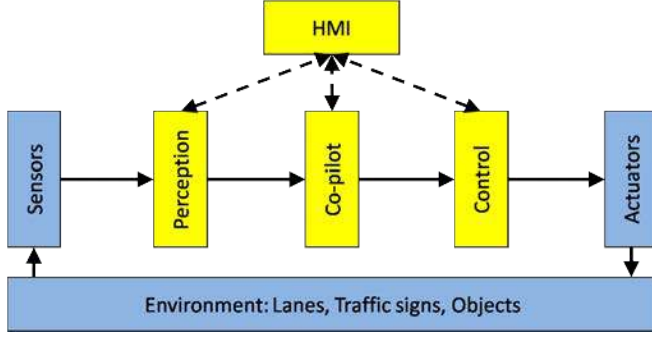 HMI
Sensors
Perception
Co-pilot
Control
Actuators
Environment: Lanes, Traffic signs, Objects